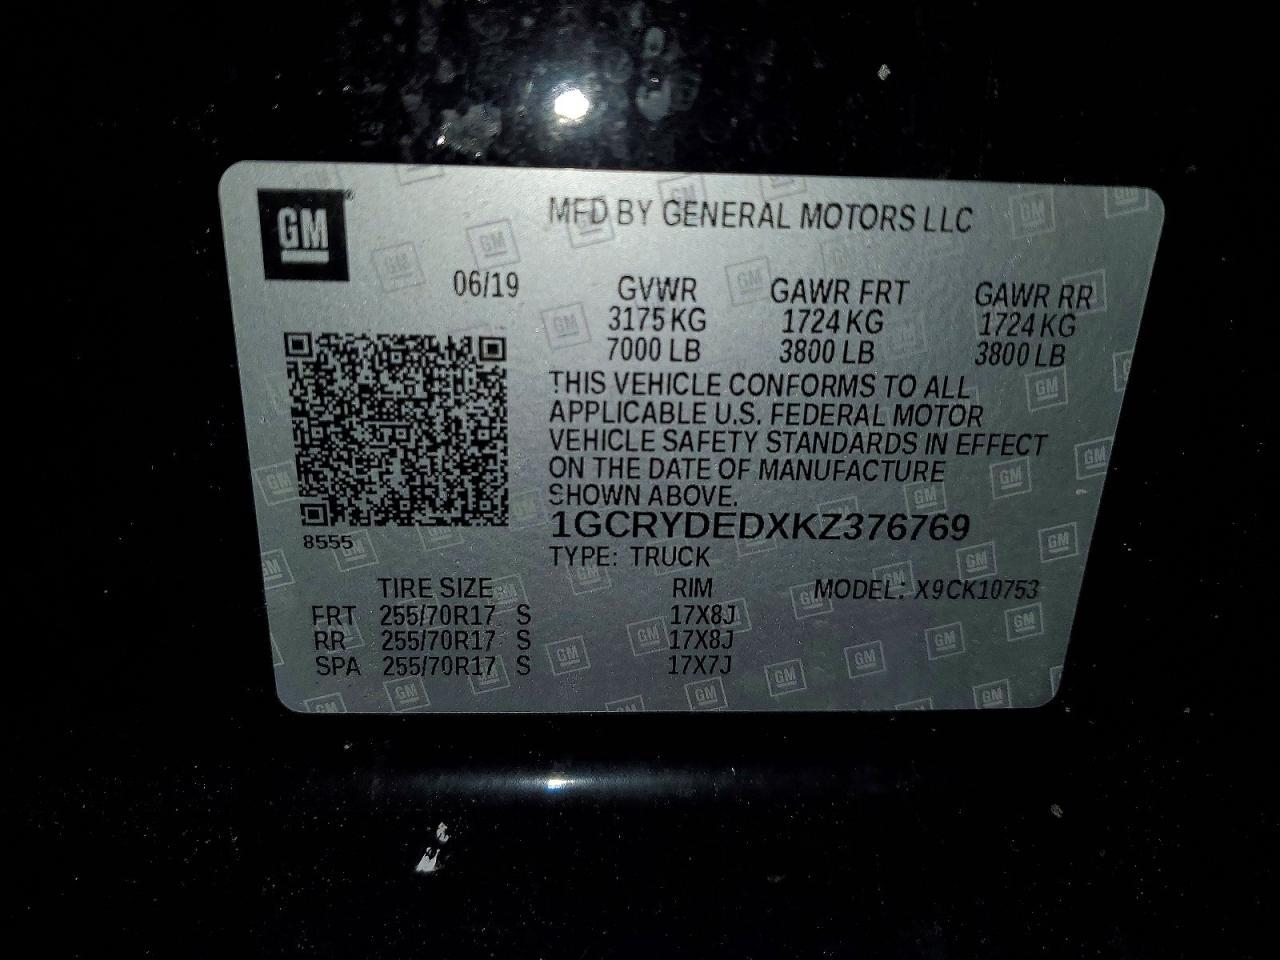 GM
MFD BY GENERAL MOTORS LLC
06/19
GVWR GAWR FRT GAWR RR
3175 KG 1724 KG 1724 KG
7000 LB 3800 LB 3800 LB
THIS VEHICLE CONFORMS TO ALL
APPLICABLE U.S. FEDERAL MOTOR
VEHICLE SAFETY STANDARDS IN EFFECT
ON THE DATE OF MANUFACTURE
SHOWN ABOVE.
1GCRYDEDXKZ376769
8555
TYPE: TRUCK
TIRE SIZE RIM MODEL: X9CK10753
FRT 255/70R17 S 17X8J
RR 255/70R17 S 17X8J
SPA 255/70R17 S 17X7J